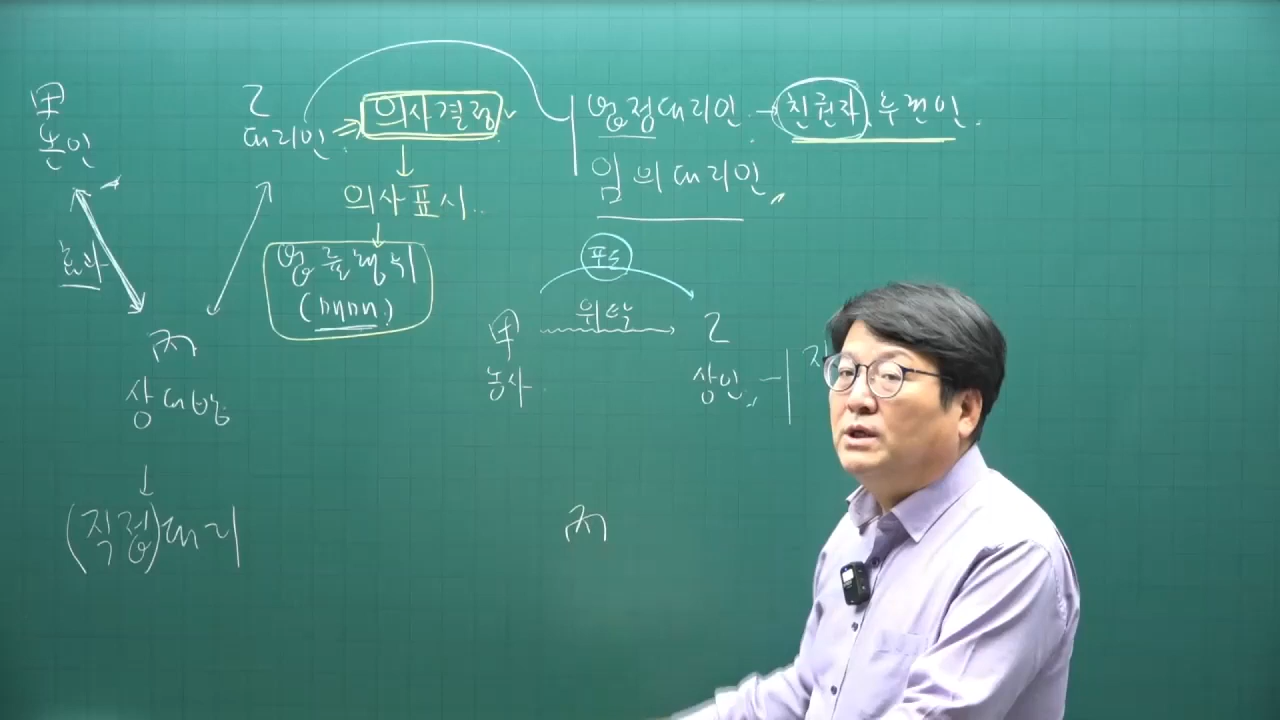 甲
본인
乙
대리인
의사결정
의사표시
법률행위
(매매)
효과
丙
상대방
(직접)대리
법정대리인 - 친권자, 후견인.
임의대리인
포도
위탁
甲
농사
乙
상인
丙